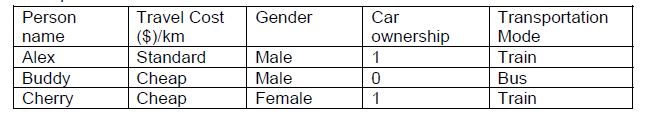 Person name | Travel Cost ($)/km | Gender | Car ownership | Transportation Mode
Alex | Standard | Male | 1 | Train
Buddy | Cheap | Male | 0 | Bus
Cherry | Cheap | Female | 1 | Train